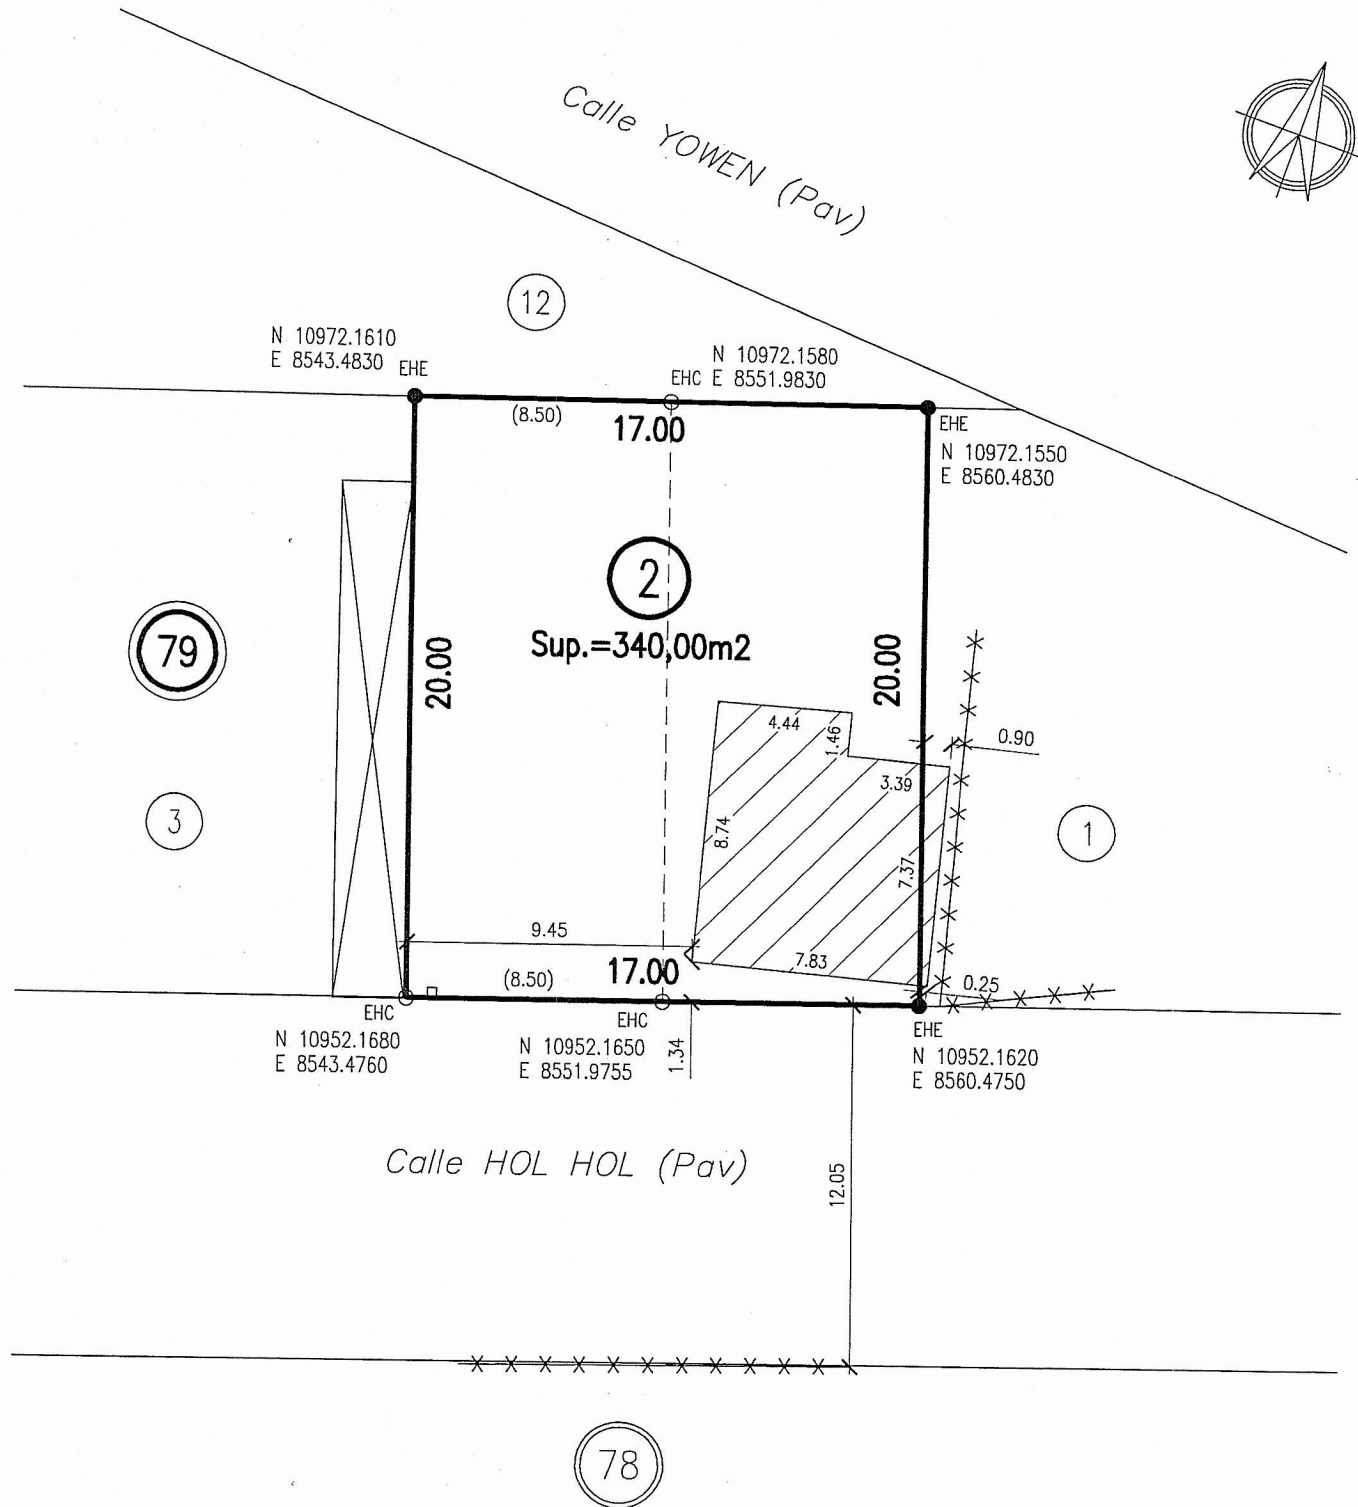 Calle YOWEN (Pav)
12
N 10972.1610
E 8543.4830
EHE
N 10972.1580
EHC E 8551.9830
(8.50)
17.00
EHE
N 10972.1550
E 8560.4830
2
Sup.=340,00m2
79
20.00
20.00
4.44
1.46
0.90
3.39
3
8.74
7.37
1
9.45
7.83
(8.50)
17.00
0.25
EHC
N 10952.1680
E 8543.4760
EHC
N 10952.1650
E 8551.9755
1.34
EHE
N 10952.1620
E 8560.4750
Calle HOL HOL (Pav)
12.05
78